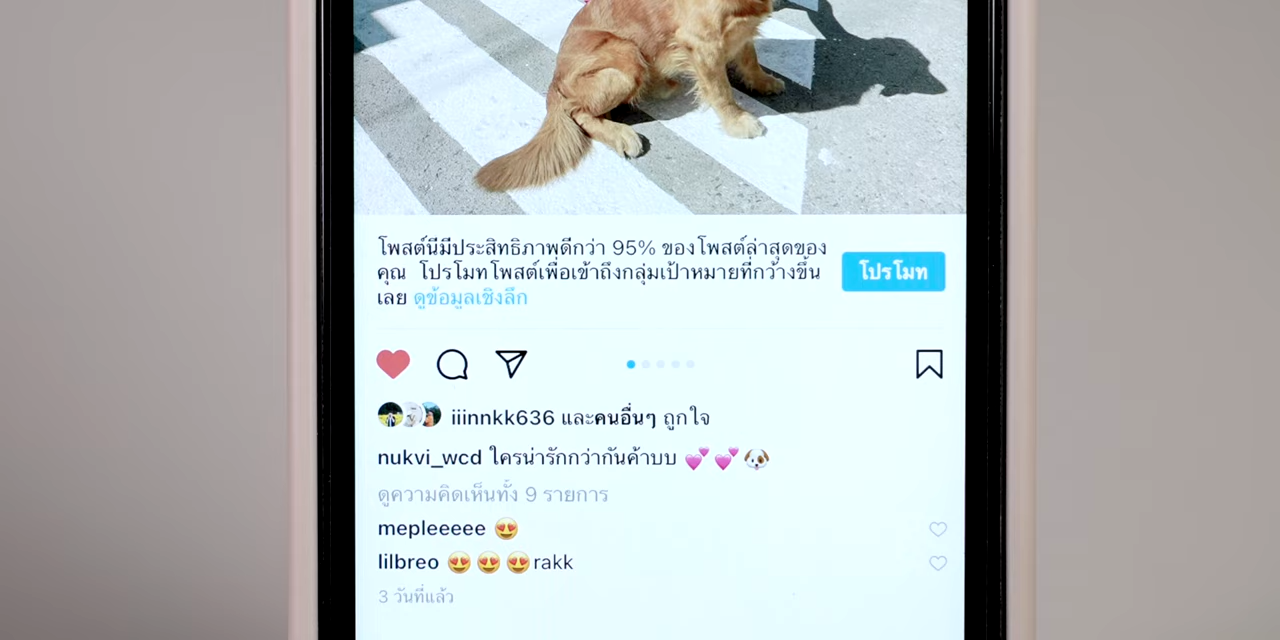 โพสต์นี้มีประสิทธิภาพดีกว่า 95% ของโพสต์ล่าสุดของ
คุณ โปรโมทโพสต์เพื่อเข้าถึงกลุ่มเป้าหมายที่กว้างขึ้น
เลย ดูข้อมูลเชิงลึก
โปรโมท
iiinnkk636 และคนอื่นๆ ถูกใจ
nukvi_wcd ใครน่ารักกว่ากันค้าบบ 💕 💕 🐶
ดูความคิดเห็นทั้ง 9 รายการ
mepleeeee 😍
lilbreo 😍 😍 😍 rakk
3 วันที่แล้ว